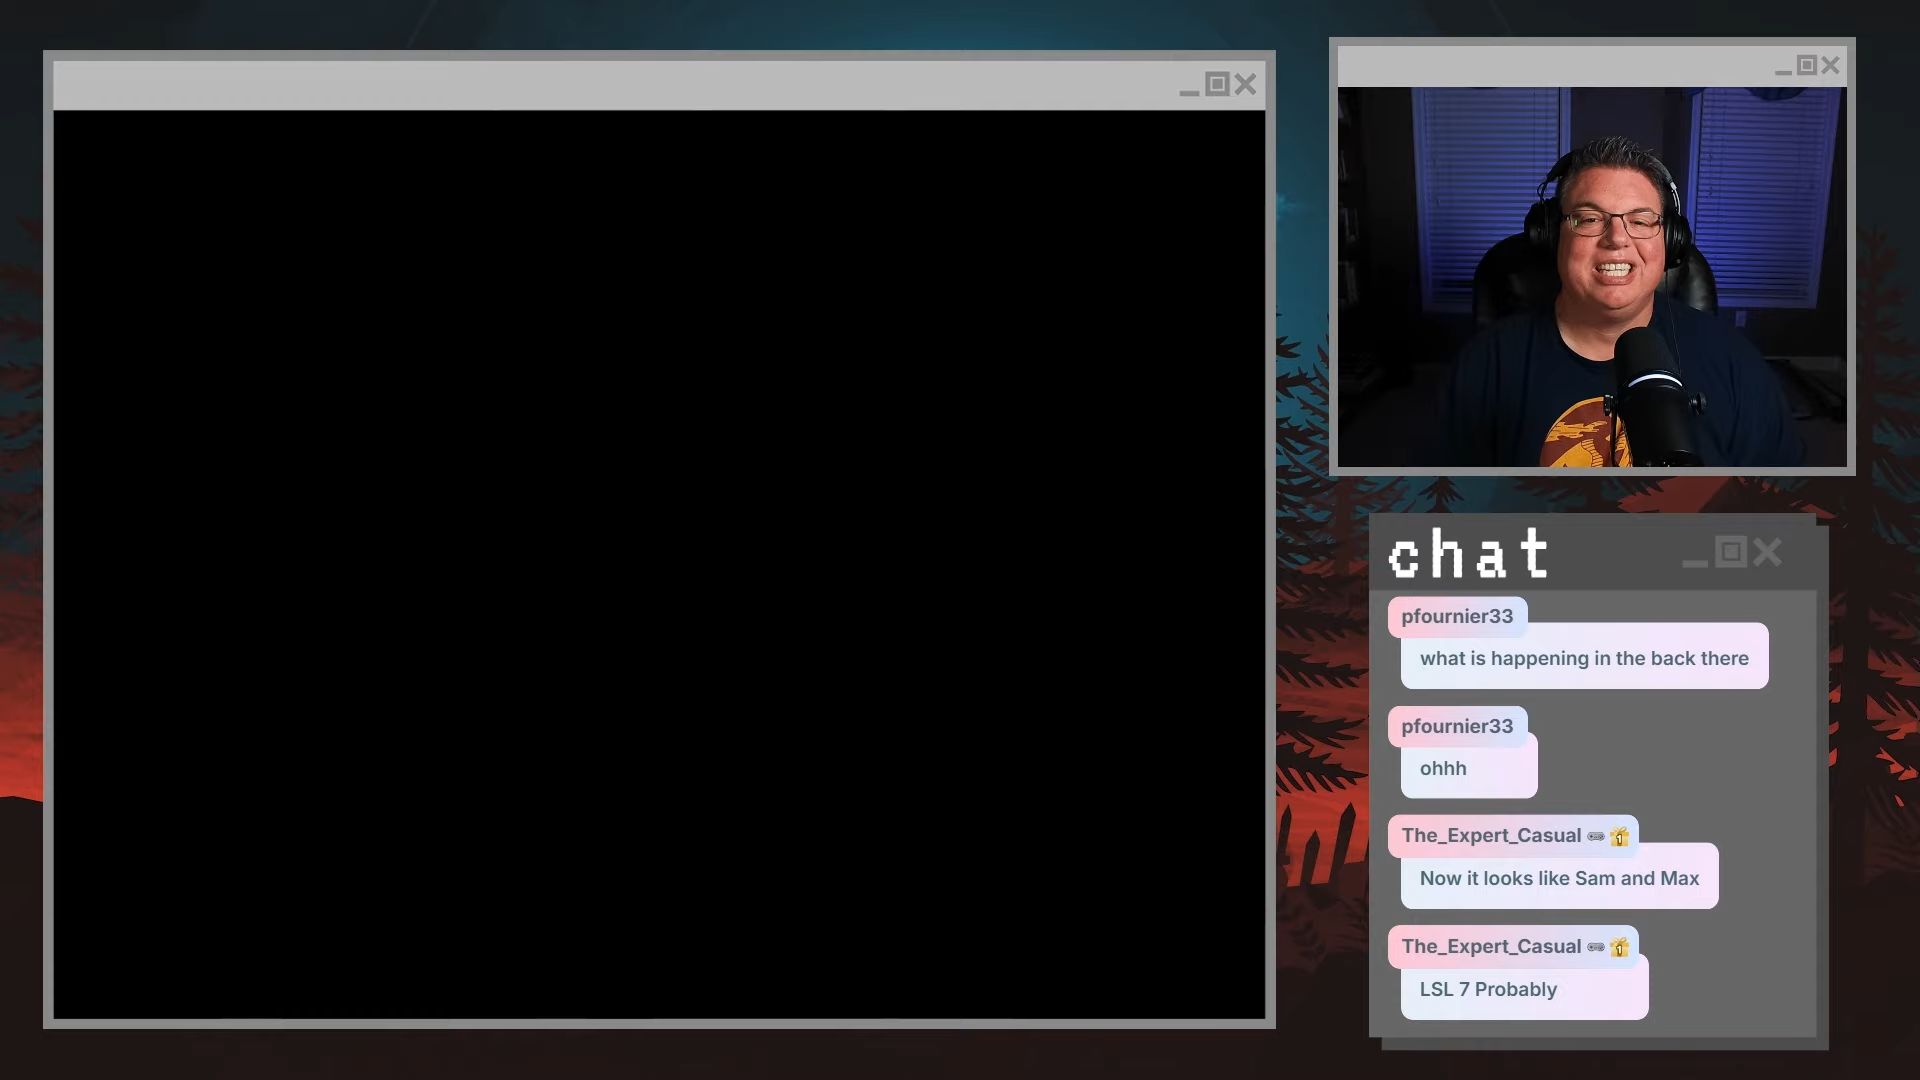 chat
pfournier33
what is happening in the back there
pfournier33
ohhh
The_Expert_Casual
Now it looks like Sam and Max
The_Expert_Casual
LSL 7 Probably